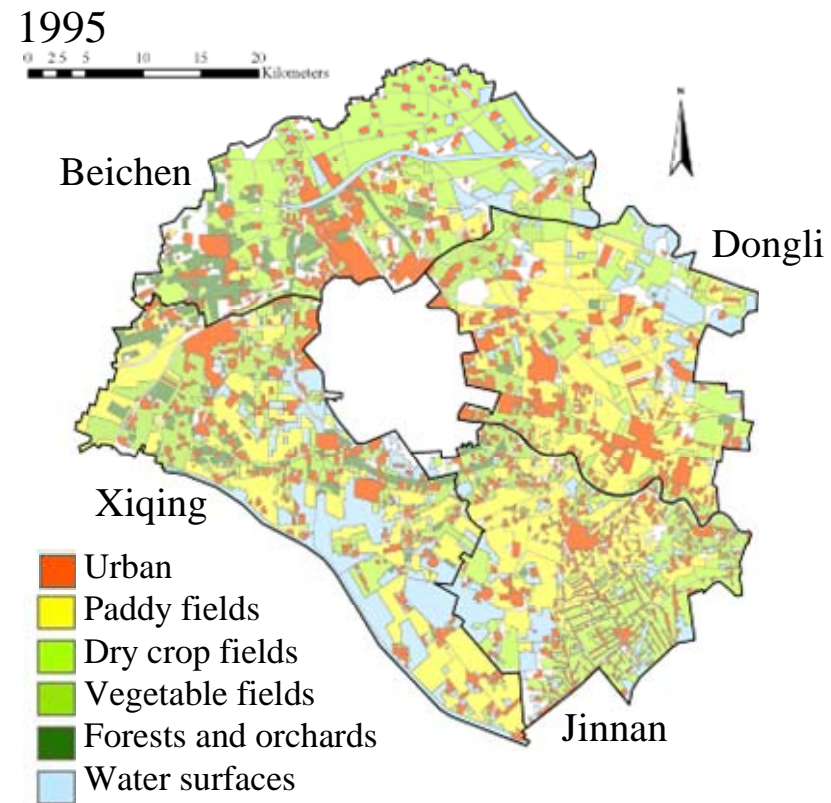 1995
0 2.5 5 10 15 20
Kilometers
N
Beichen
Dongli
Xiqing
Jinnan
Urban
Paddy fields
Dry crop fields
Vegetable fields
Forests and orchards
Water surfaces